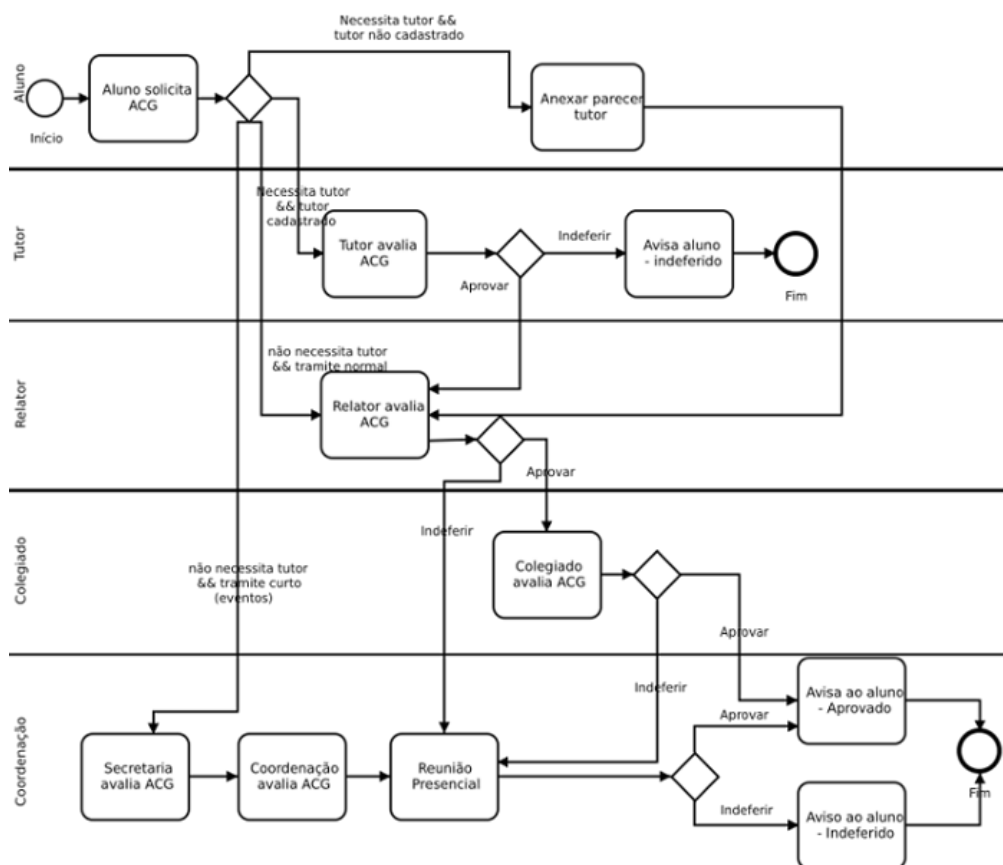 Necessita tutor &&
tutor não cadastrado
Aluno
Início
Aluno solicita
ACG
Anexar parecer
tutor
Tutor
Necessita tutor
&& tutor
cadastrado
Tutor avalia
ACG
Indeferir
Aprovar
Avisa aluno
- indeferido
Fim
Relator
não necessita tutor
&& tramite normal
Relator avalia
ACG
Aprovar
Indeferir
Colegiado
não necessita tutor
&& tramite curto
(eventos)
Colegiado
avalia ACG
Aprovar
Indeferir
Coordenação
Secretaria
avalia ACG
Coordenação
avalia ACG
Reunião
Presencial
Aprovar
Indeferir
Avisa ao aluno
- Aprovado
Aviso ao aluno
- Indeferido
Fim